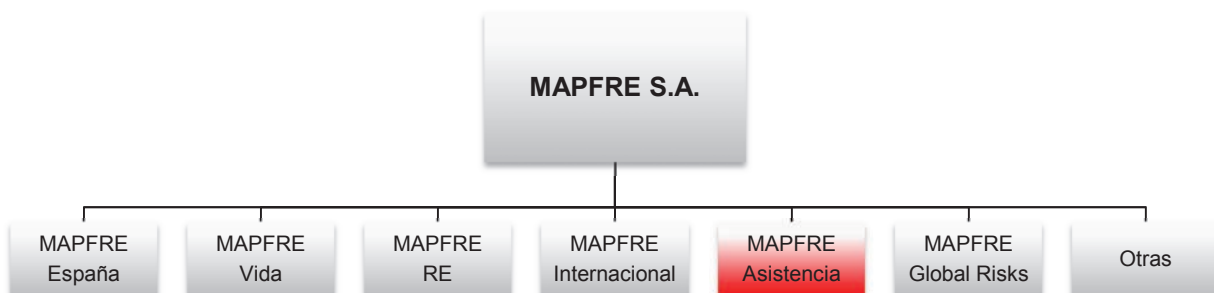 MAPFRE S.A.
MAPFRE
España
MAPFRE
Vida
MAPFRE
RE
MAPFRE
Internacional
MAPFRE
Asistencia
MAPFRE
Global Risks
Otras